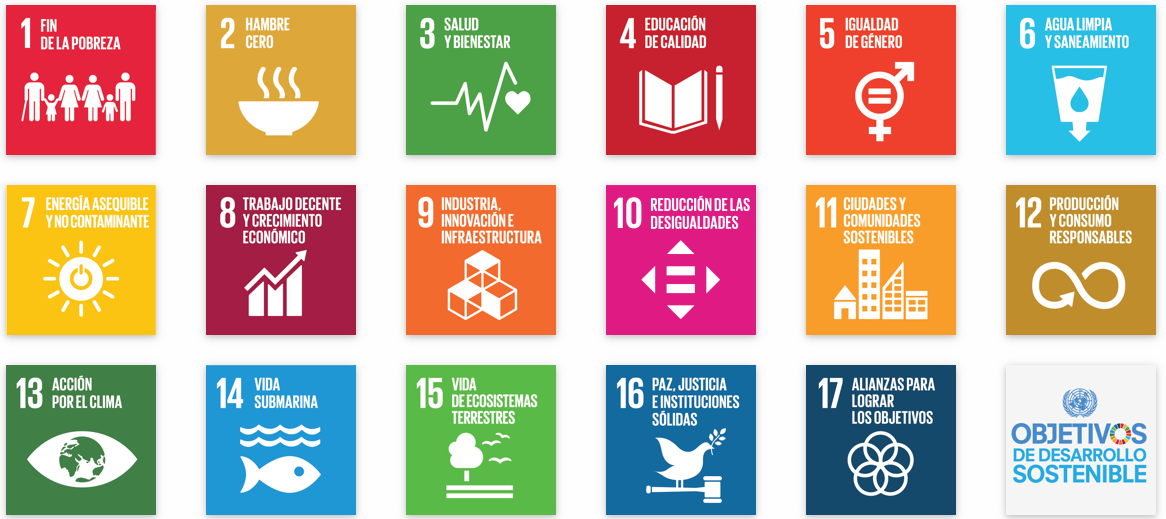 1 FIN
DE LA POBREZA
2 HAMBRE
CERO
3 SALUD
Y BIENESTAR
4 EDUCACIÓN
DE CALIDAD
5 IGUALDAD
DE GÉNERO
6 AGUA LIMPIA
Y SANEAMIENTO
7 ENERGÍA ASEQUIBLE
Y NO CONTAMINANTE
8 TRABAJO DECENTE
Y CRECIMIENTO
ECONÓMICO
9 INDUSTRIA,
INNOVACIÓN E
INFRAESTRUCTURA
10 REDUCCIÓN DE LAS
DESIGUALDADES
11 CIUDADES Y
COMUNIDADES
SOSTENIBLES
12 PRODUCCIÓN
Y CONSUMO
RESPONSABLES
13 ACCIÓN
POR EL CLIMA
14 VIDA
SUBMARINA
15 VIDA
DE ECOSISTEMAS
TERRESTRES
16 PAZ, JUSTICIA
E INSTITUCIONES
SÓLIDAS
17 ALIANZAS PARA
LOGRAR
LOS OBJETIVOS
OBJETIVOS
DE DESARROLLO
SOSTENIBLE